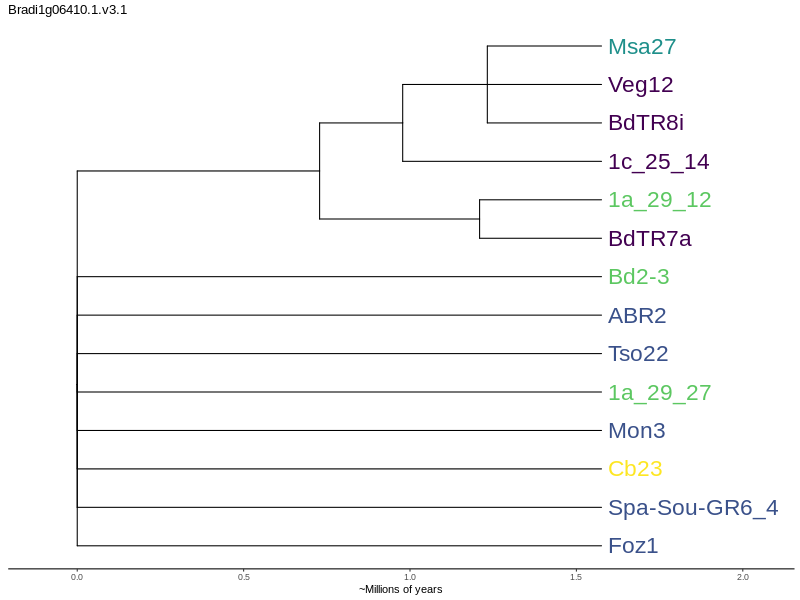 Bradi1g06410.1.v3.1
Msa27
Veg12
BdTR8i
1c_25_14
1a_29_12
BdTR7a
Bd2-3
ABR2
Tso22
1a_29_27
Mon3
Cb23
Spa-Sou-GR6_4
Foz1
0.0 0.5 1.0 1.5 2.0
~Millions of years